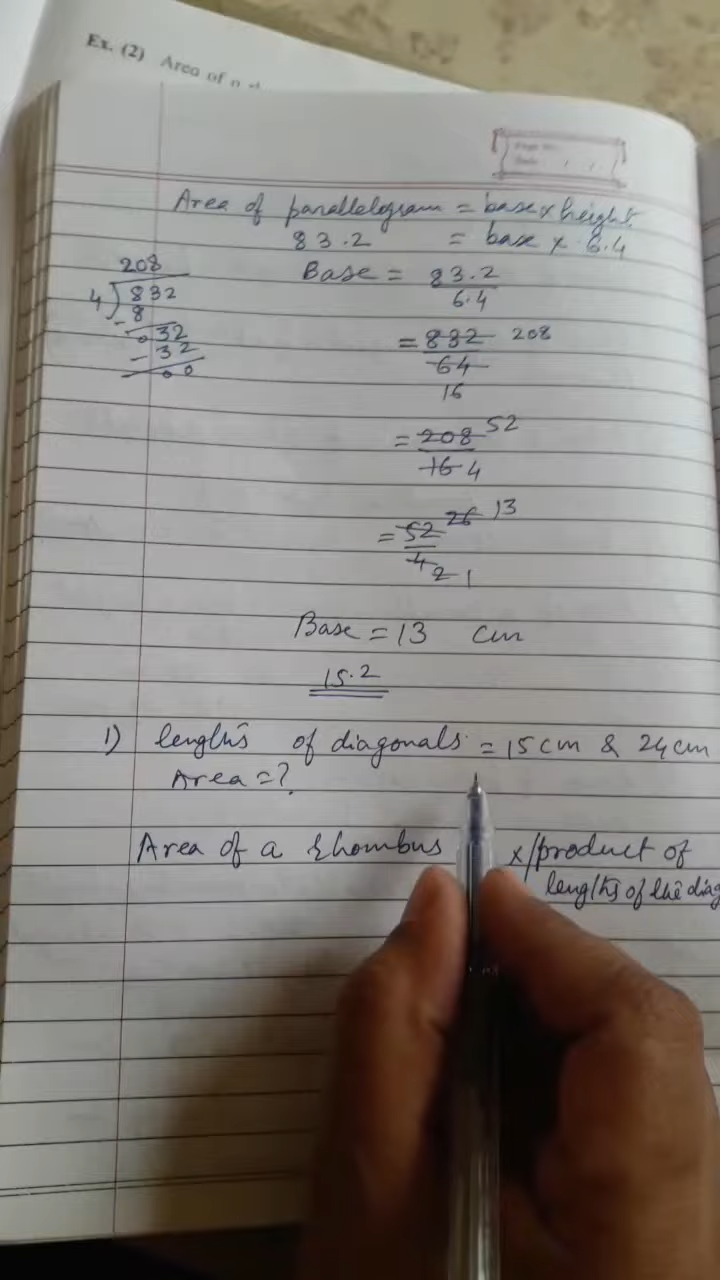 Ex. (2) Area of a
Area of parallelogram = base x height
83.2 = base x 6.4
Base = 83.2
6.4
208
4) 832
- 8
032
- 32
00
= 832 208
64
16
= 208 52
16 4
= 52 26 13
4 2 1
Base = 13 cm
15.2
1) lengths of diagonals = 15 cm & 24 cm
Area = ?
Area of a rhombus x product of
lengths of the diag